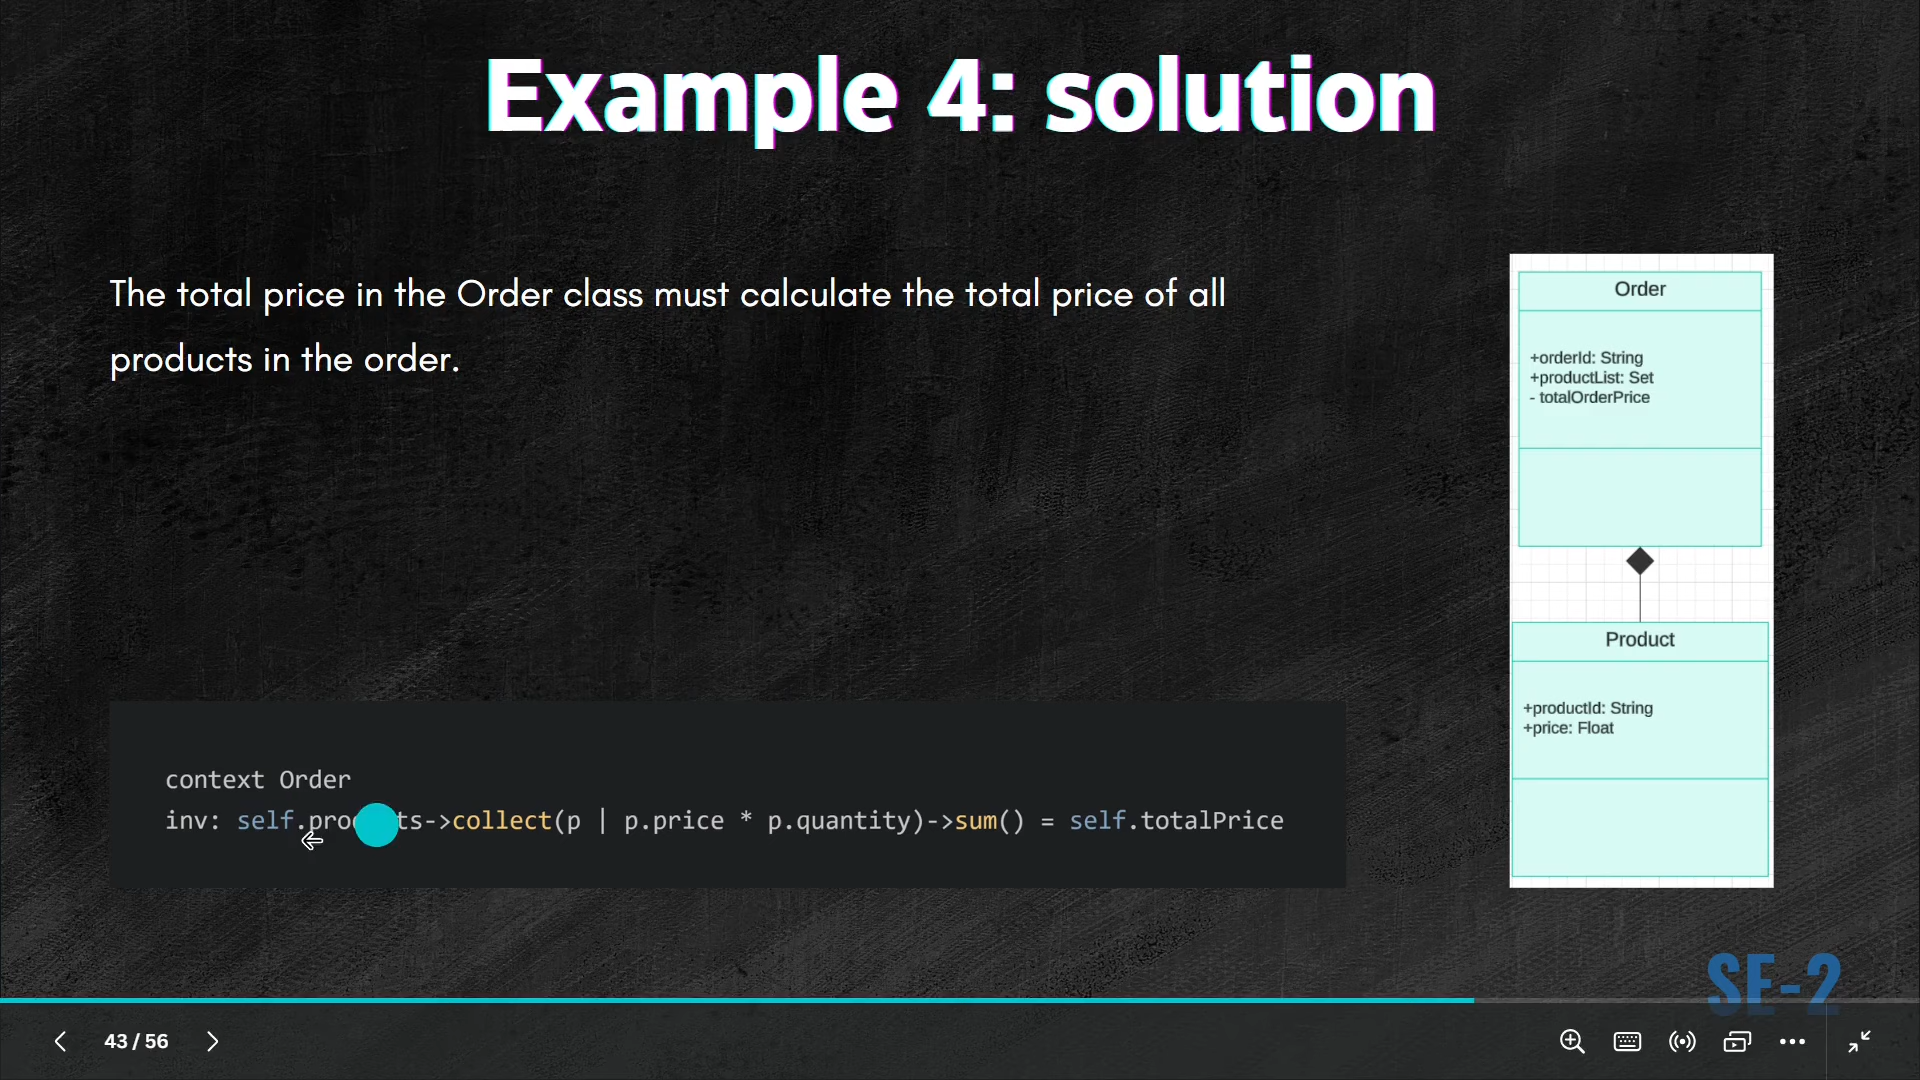 Example 4: solution
The total price in the Order class must calculate the total price of all
products in the order.
Order
+orderId: String
+productList: Set
- totalOrderPrice
Product
+productId: String
+price: Float
context Order
inv: self.products->collect(p | p.price * p.quantity)->sum() = self.totalPrice
SE-2
43 / 56